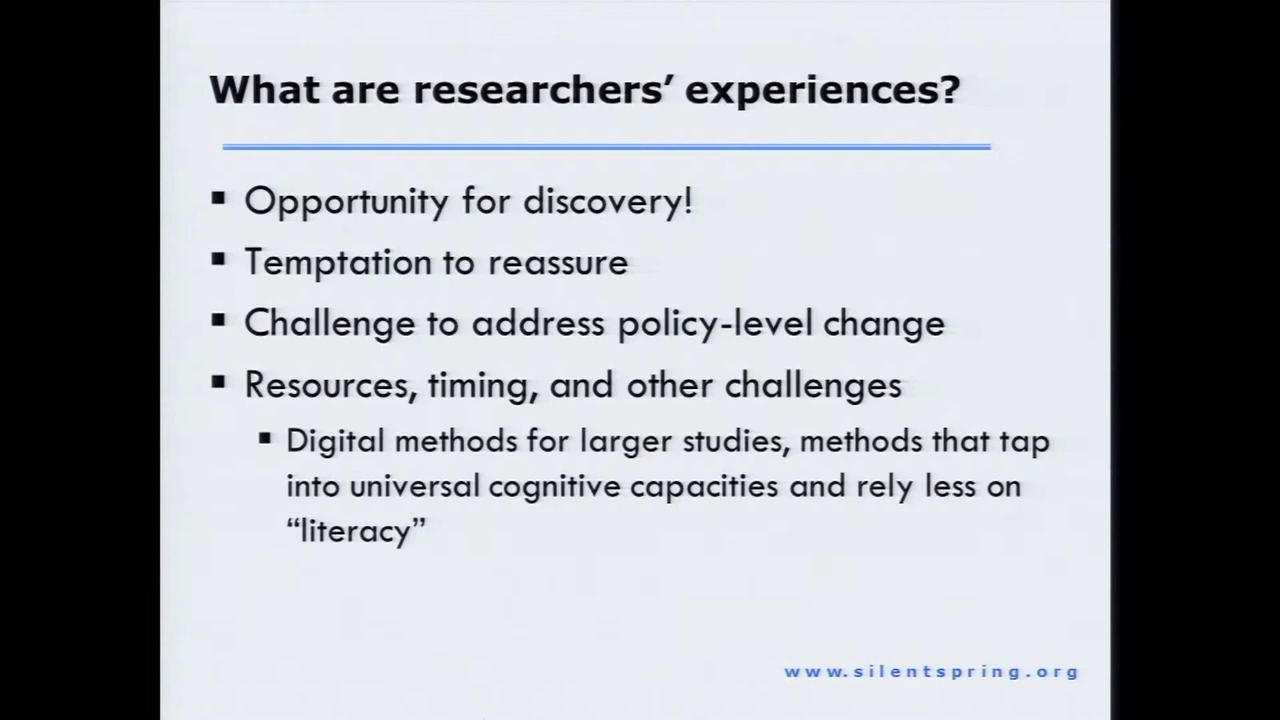 What are researchers’ experiences?
▪ Opportunity for discovery!
▪ Temptation to reassure
▪ Challenge to address policy-level change
▪ Resources, timing, and other challenges
▪ Digital methods for larger studies, methods that tap
into universal cognitive capacities and rely less on
“literacy”
www.silentspring.org